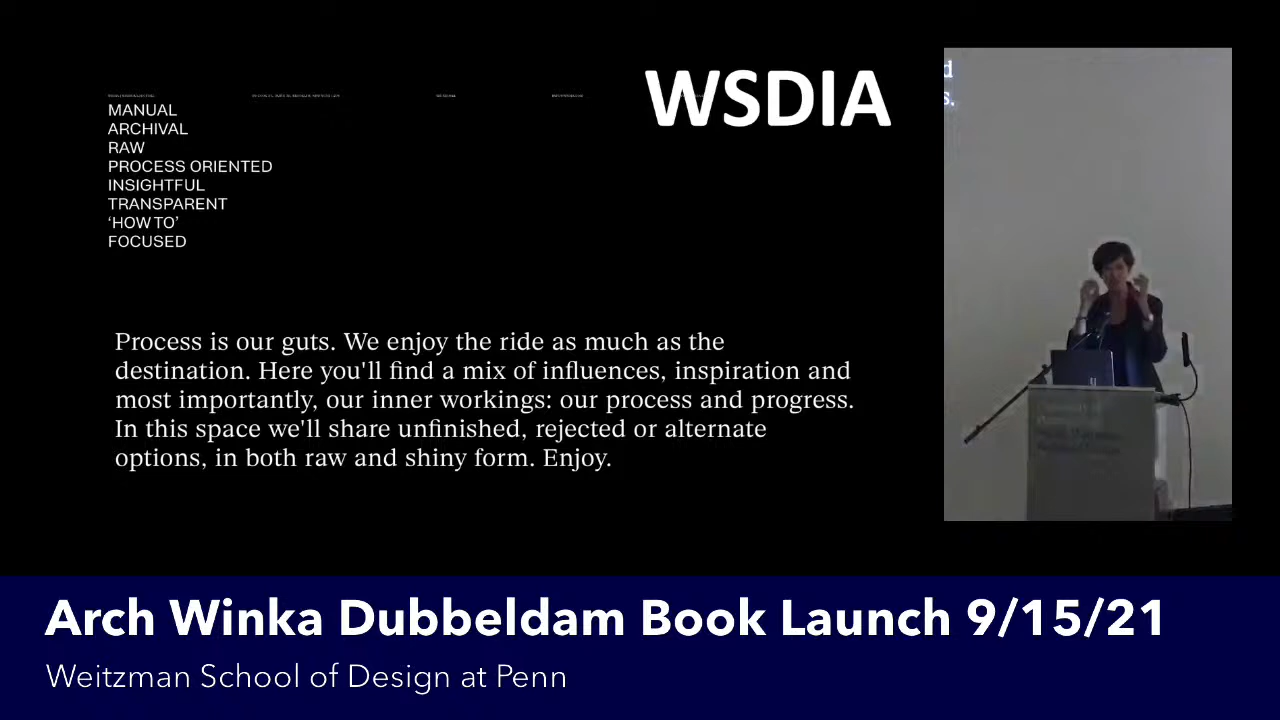 WSDIA
MANUAL
ARCHIVAL
RAW
PROCESS ORIENTED
INSIGHTFUL
TRANSPARENT
‘HOW TO’
FOCUSED
Process is our guts. We enjoy the ride as much as the
destination. Here you'll find a mix of influences, inspiration and
most importantly, our inner workings: our process and progress.
In this space we'll share unfinished, rejected or alternate
options, in both raw and shiny form. Enjoy.
Arch Winka Dubbeldam Book Launch 9/15/21
Weitzman School of Design at Penn